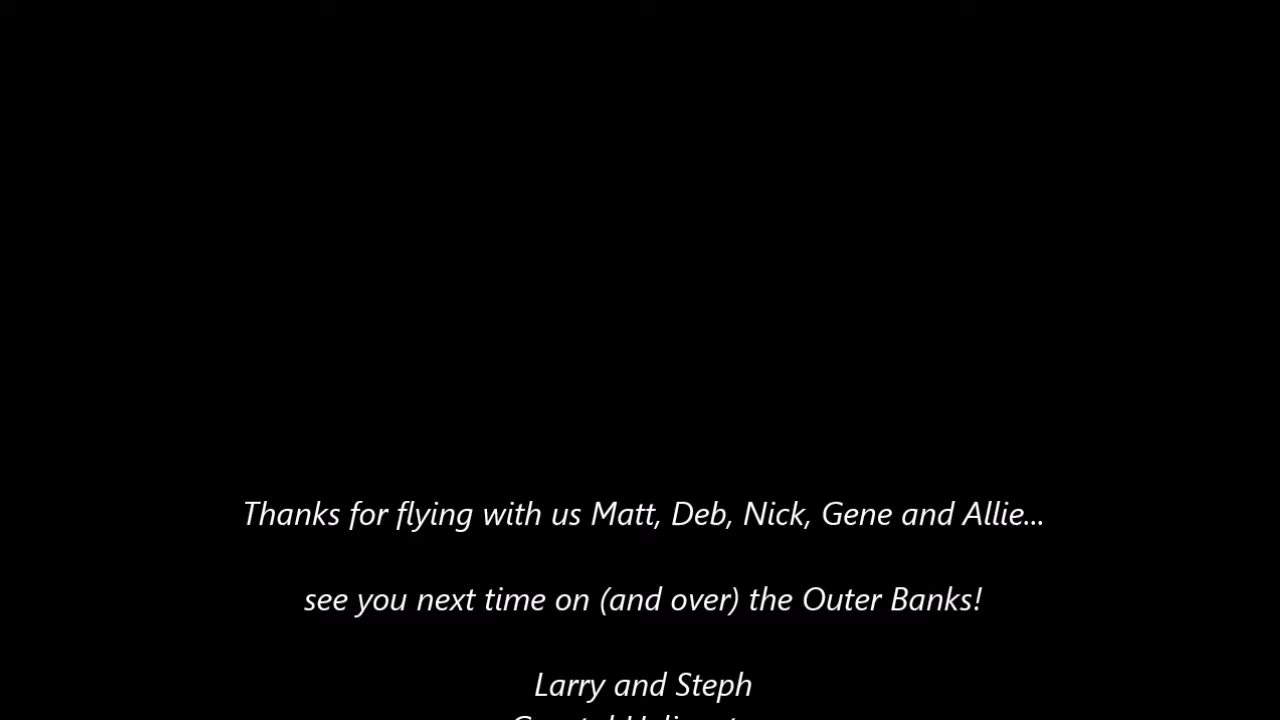 Thanks for flying with us Matt, Deb, Nick, Gene and Allie...
see you next time on (and over) the Outer Banks!
Larry and Steph